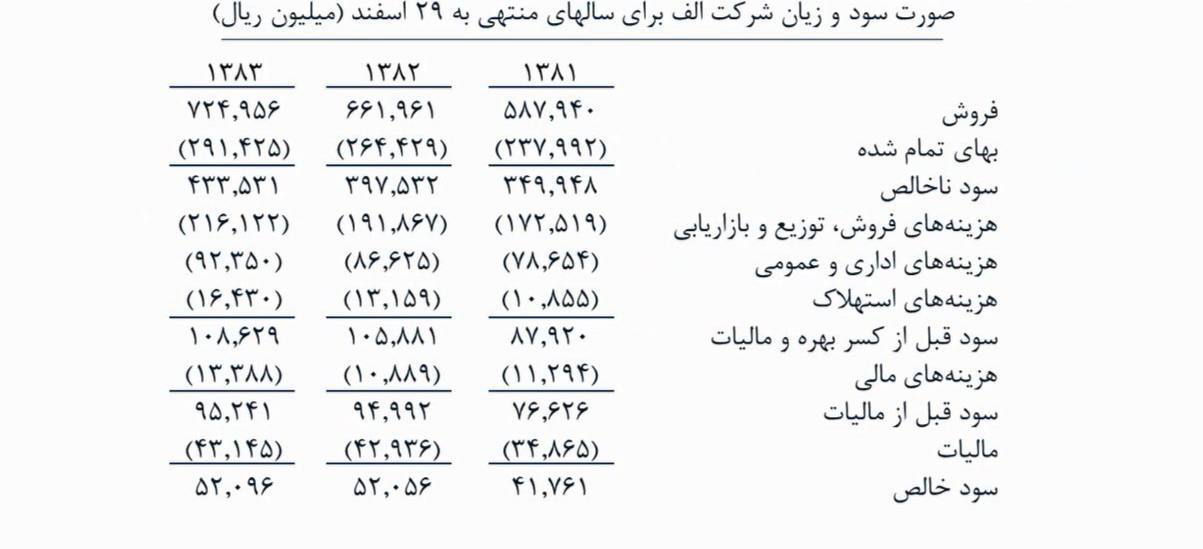 صورت سود و زیان شرکت الف برای سالهای منتهی به ۲۹ اسفند (میلیون ریال)
۱۳۸۱ ۱۳۸۲ ۱۳۸۳
فروش ۵۸۷,۹۴۰ ۶۶۱,۹۶۱ ۷۲۴,۹۵۶
بهای تمام شده (۲۳۷,۹۹۲) (۲۶۴,۴۲۹) (۲۹۱,۴۲۵)
سود ناخالص ۳۴۹,۹۴۸ ۳۹۷,۵۳۲ ۴۳۳,۵۳۱
هزینه‌های فروش، توزیع و بازاریابی (۱۷۲,۵۱۹) (۱۹۱,۸۶۷) (۲۱۶,۱۲۲)
هزینه‌های اداری و عمومی (۷۸,۶۵۴) (۸۶,۶۲۵) (۹۲,۳۵۰)
هزینه‌های استهلاک (۱۰,۸۵۵) (۱۳,۱۵۹) (۱۶,۴۳۰)
سود قبل از کسر بهره و مالیات ۸۷,۹۲۰ ۱۰۵,۸۸۱ ۱۰۸,۶۲۹
هزینه‌های مالی (۱۱,۲۹۴) (۱۰,۸۸۹) (۱۳,۳۸۸)
سود قبل از مالیات ۷۶,۶۲۶ ۹۴,۹۹۲ ۹۵,۲۴۱
مالیات (۳۴,۸۶۵) (۴۲,۹۳۶) (۴۳,۱۴۵)
سود خالص ۴۱,۷۶۱ ۵۲,۰۵۶ ۵۲,۰۹۶